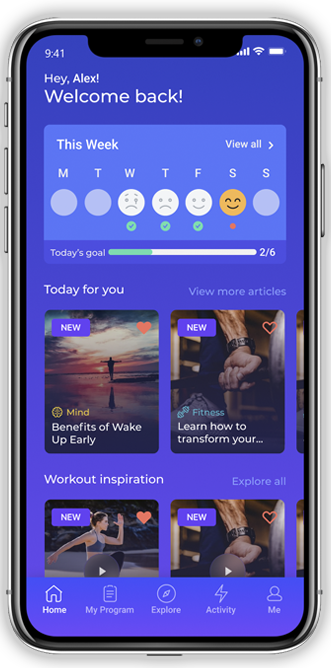 9:41
Hey, Alex!
Welcome back!
This Week
View all
M T W T F S S
Today's goal 2/6
Today for you
View more articles
NEW
Mind
Benefits of Wake
Up Early
NEW
Fitness
Learn how to
transform your...
Workout inspiration
Explore all
NEW
NEW
Home
My Program
Explore
Activity
Me